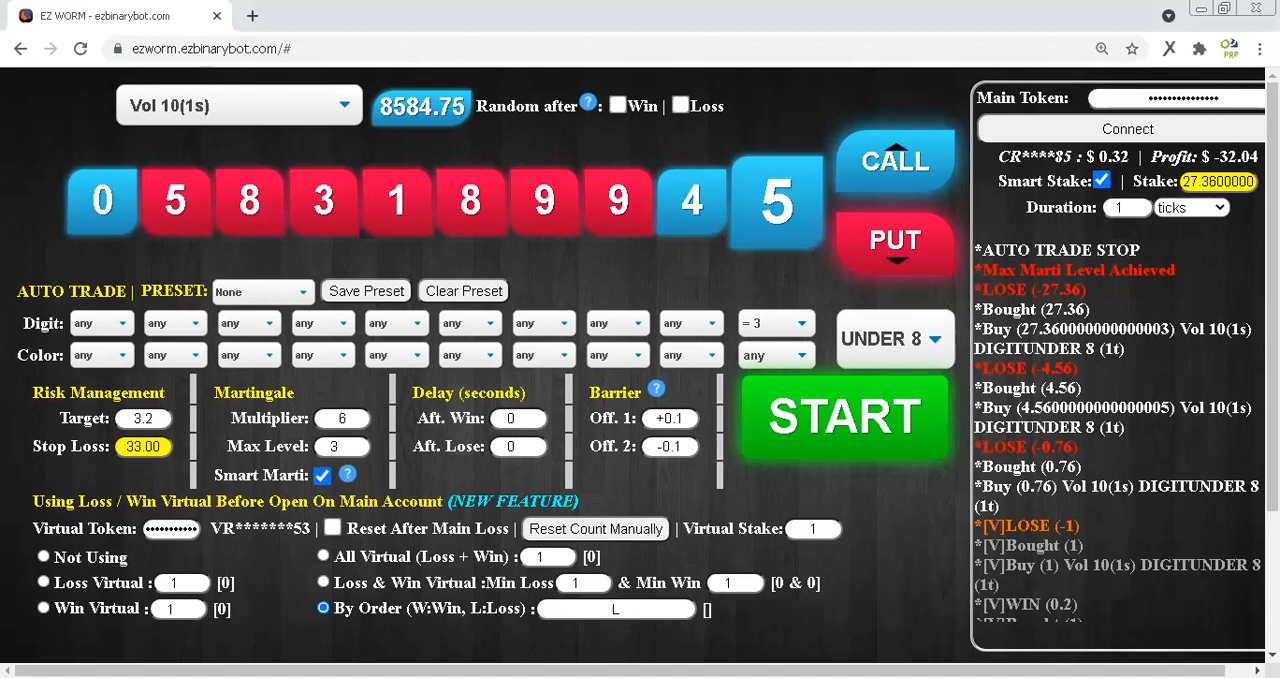 EZ WORM - ezbinarybot.com
ezworm.ezbinarybot.com/#
X
PRP
Vol 10(1s)
8584.75
Random after ? : Win | Loss
0 5 8 3 1 8 9 9 4 5
CALL
PUT
AUTO TRADE | PRESET: None Save Preset Clear Preset
Digit: any any any any any any any any any = 3
UNDER 8
Color: any any any any any any any any any any
Risk Management
Target: 3.2
Stop Loss: 33.00
Martingale
Multiplier: 6
Max Level: 3
Smart Marti: ?
Delay (seconds)
Aft. Win: 0
Aft. Lose: 0
Barrier ?
Off. 1: +0.1
Off. 2: -0.1
START
Using Loss / Win Virtual Before Open On Main Account (NEW FEATURE)
Virtual Token: •••••••••• VR*******53 | Reset After Main Loss | Reset Count Manually | Virtual Stake: 1
Not Using
All Virtual (Loss + Win) : 1 [0]
Loss Virtual : 1 [0]
Loss & Win Virtual :Min Loss 1 & Min Win 1 [0 & 0]
Win Virtual : 1 [0]
By Order (W:Win, L:Loss) : L []
Main Token: •••••••••••••••
Connect
CR****85 : $ 0.32 | Profit: $ -32.04
Smart Stake: | Stake: 27.3600000
Duration: 1 ticks
*AUTO TRADE STOP
*Max Marti Level Achieved
*LOSE (-27.36)
*Bought (27.36)
*Buy (27.360000000000003) Vol 10(1s)
DIGITUNDER 8 (1t)
*LOSE (-4.56)
*Bought (4.56)
*Buy (4.5600000000000005) Vol 10(1s)
DIGITUNDER 8 (1t)
*LOSE (-0.76)
*Bought (0.76)
*Buy (0.76) Vol 10(1s) DIGITUNDER 8
(1t)
*[V]LOSE (-1)
*[V]Bought (1)
*[V]Buy (1) Vol 10(1s) DIGITUNDER 8
(1t)
*[V]WIN (0.2)
*[V]Bought (1)